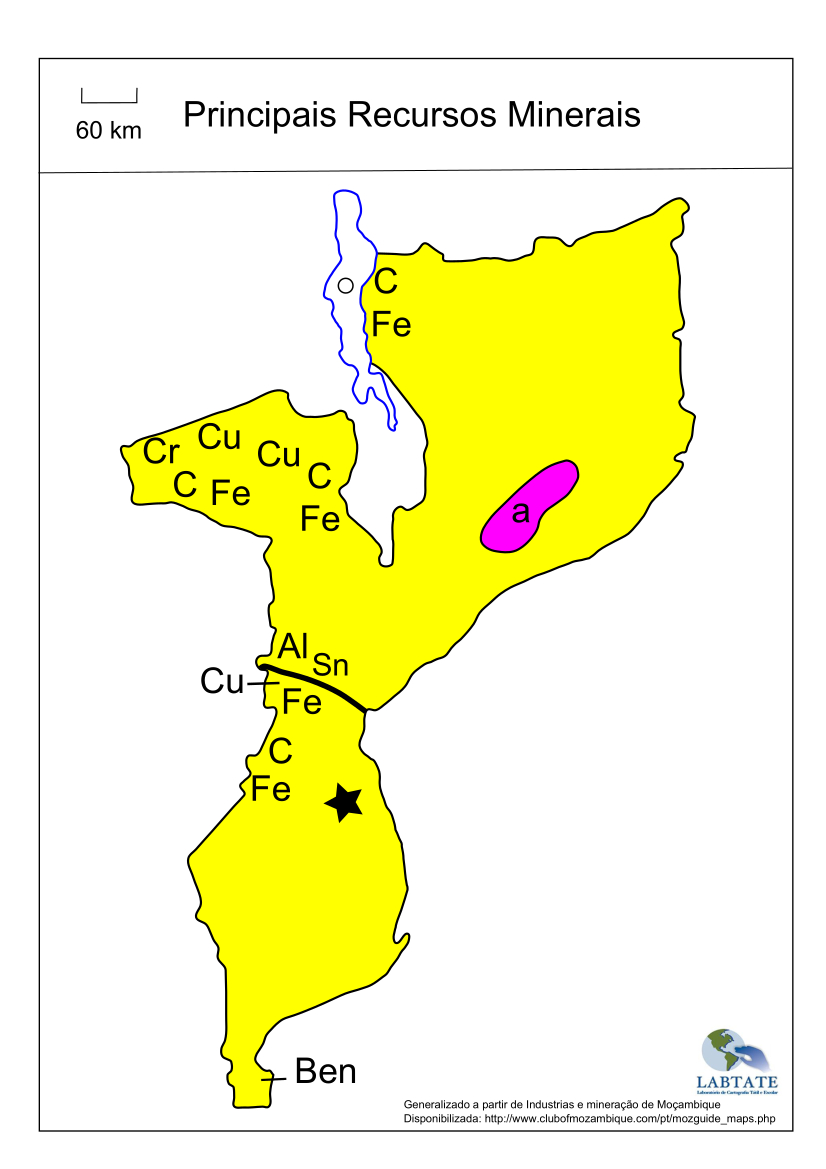 Principais Recursos Minerais
60 km
C
Fe
Cr Cu Cu
C Fe C
Fe
a
Al Sn
Cu Fe
C
Fe
Ben
LABTATE
Laboratório de Cartografia Tátil e Escolar
Generalizado a partir de Industrias e mineração de Moçambique
Disponibilizada: http://www.clubofmozambique.com/pt/mozguide_maps.php